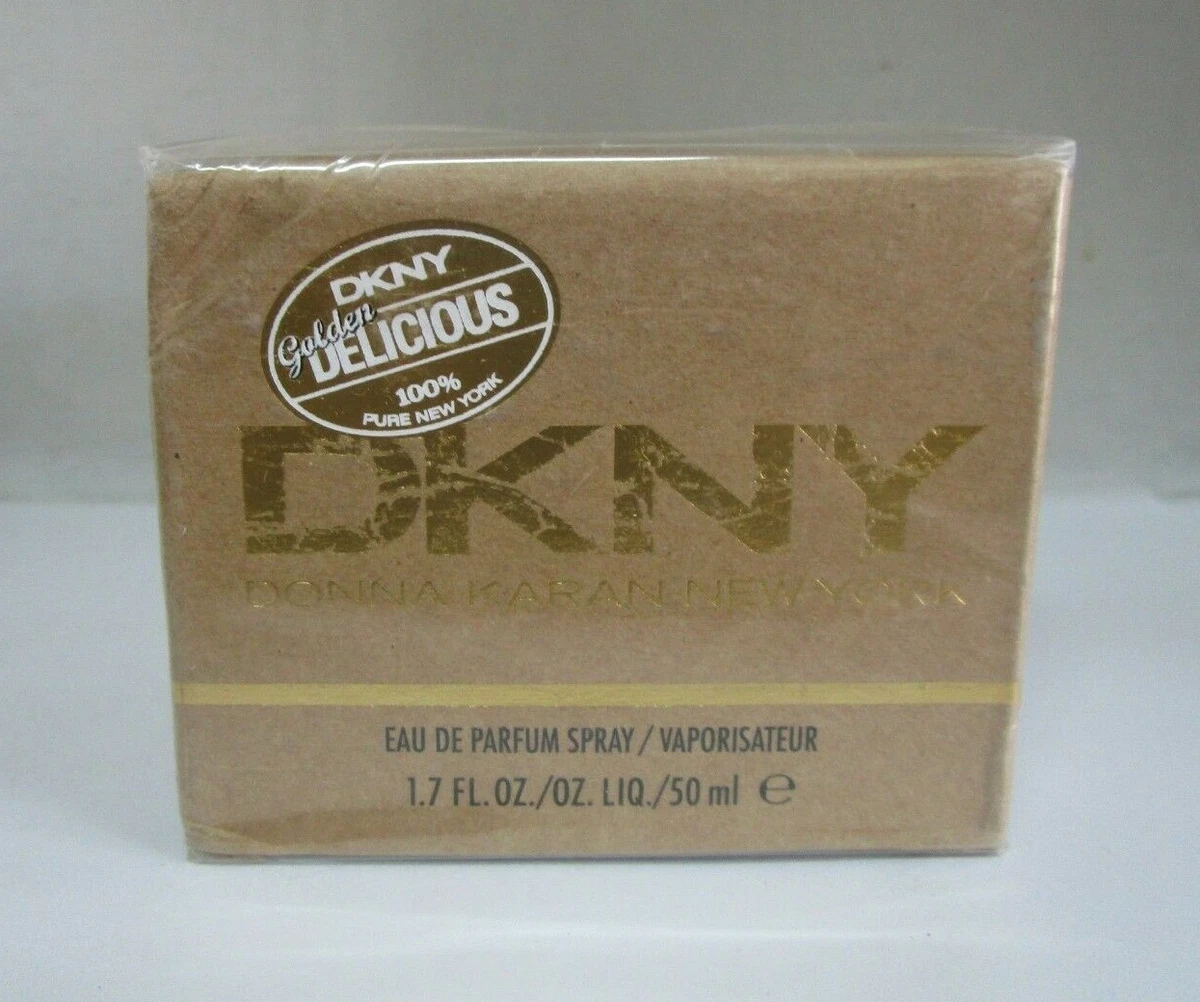 DKNY
Golden
DELICIOUS
100%
PURE NEW YORK
DKNY
DONNA KARAN NEW YORK
EAU DE PARFUM SPRAY / VAPORISATEUR
1.7 FL. OZ./OZ. LIQ./50 ml ℮